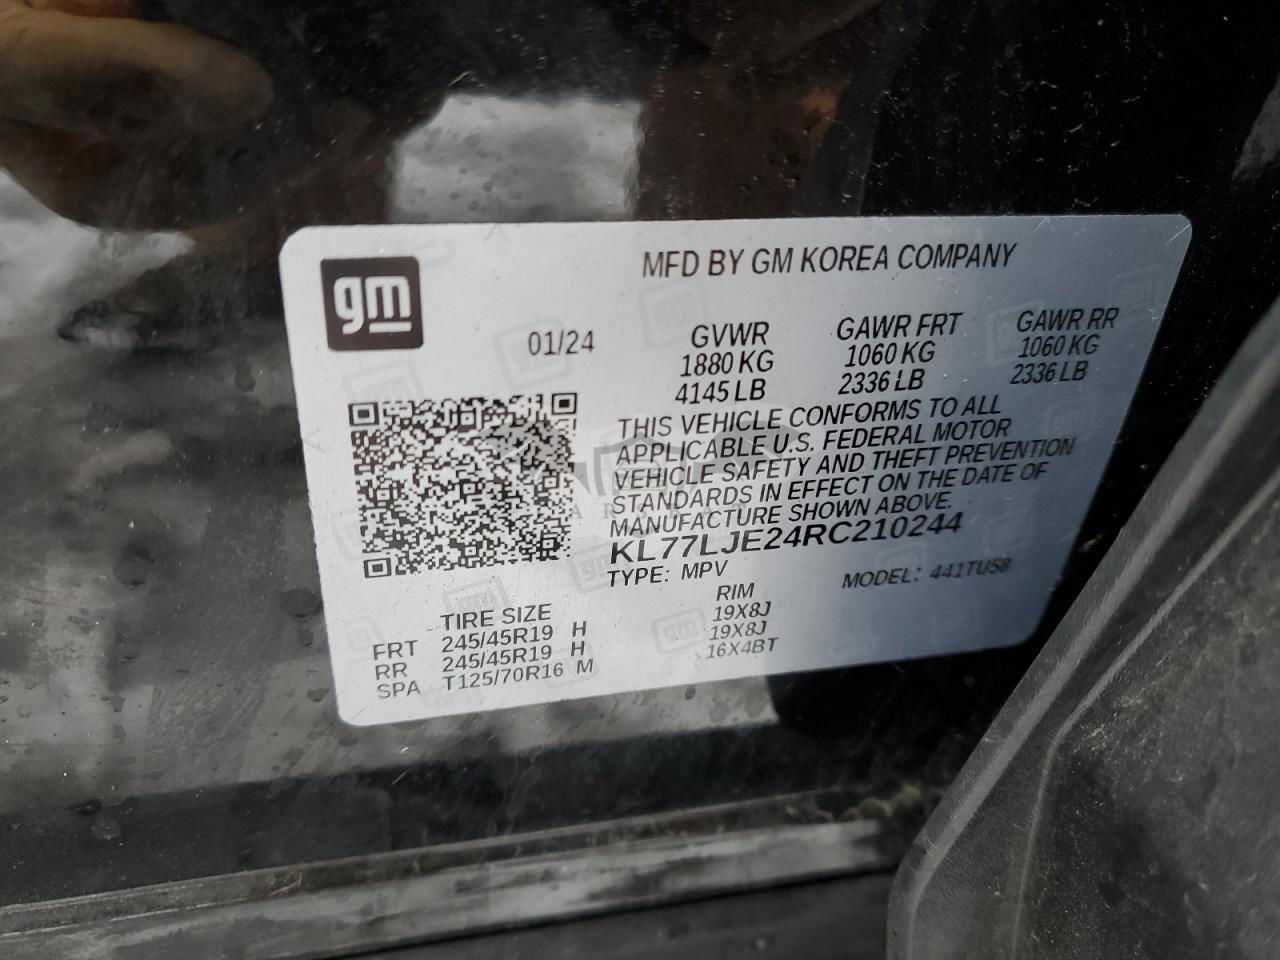 gm
MFD BY GM KOREA COMPANY
01/24
GVWR GAWR FRT GAWR RR
1880 KG 1060 KG 1060 KG
4145 LB 2336 LB 2336 LB
THIS VEHICLE CONFORMS TO ALL
APPLICABLE U.S. FEDERAL MOTOR
VEHICLE SAFETY AND THEFT PREVENTION
STANDARDS IN EFFECT ON THE DATE OF
MANUFACTURE SHOWN ABOVE.
KL77LJE24RC210244
TYPE: MPV MODEL: 441TU58
TIRE SIZE RIM
FRT 245/45R19 H 19X8J
RR 245/45R19 H 19X8J
SPA T125/70R16 M 16X4BT